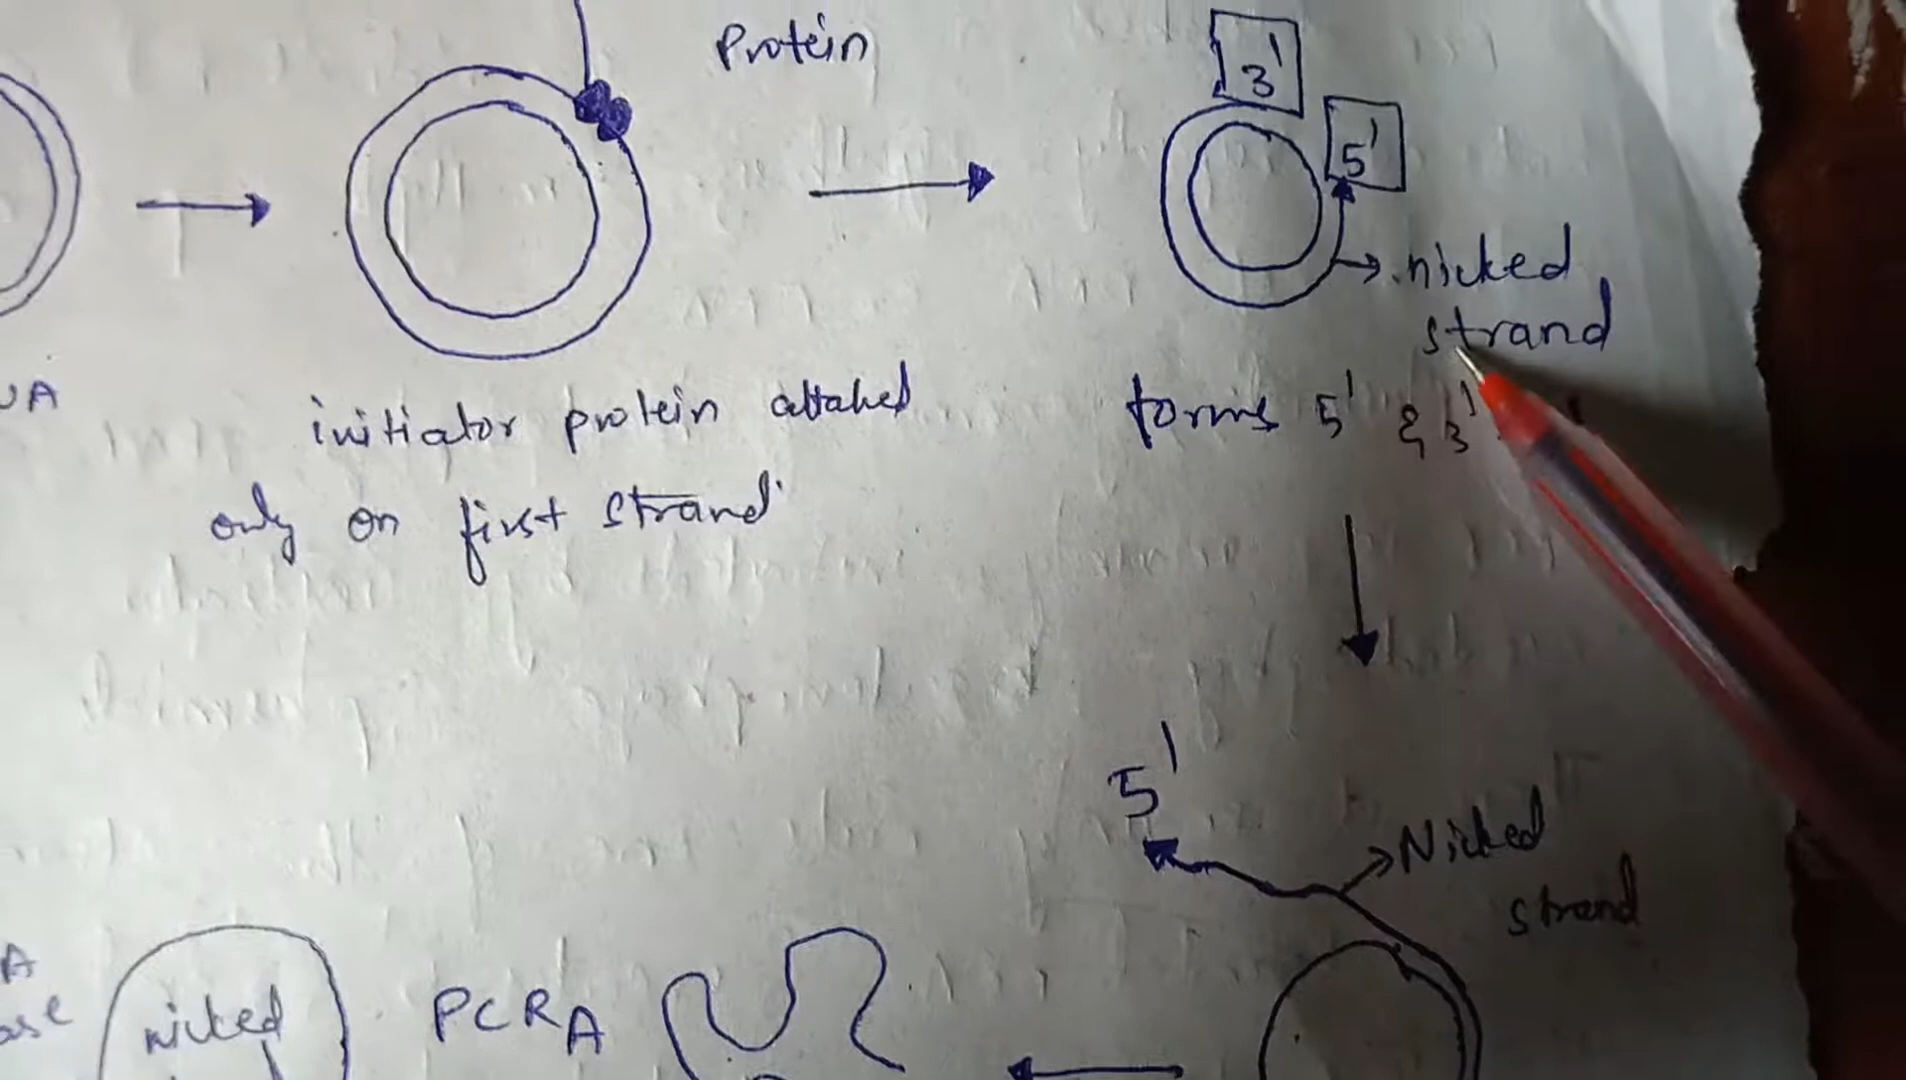 Protein
3'
5'
nicked
strand
initiator protein attahed
only on first strand
forms 5' & 3'
5'
Nicked
strand
A
nicked
PCRA